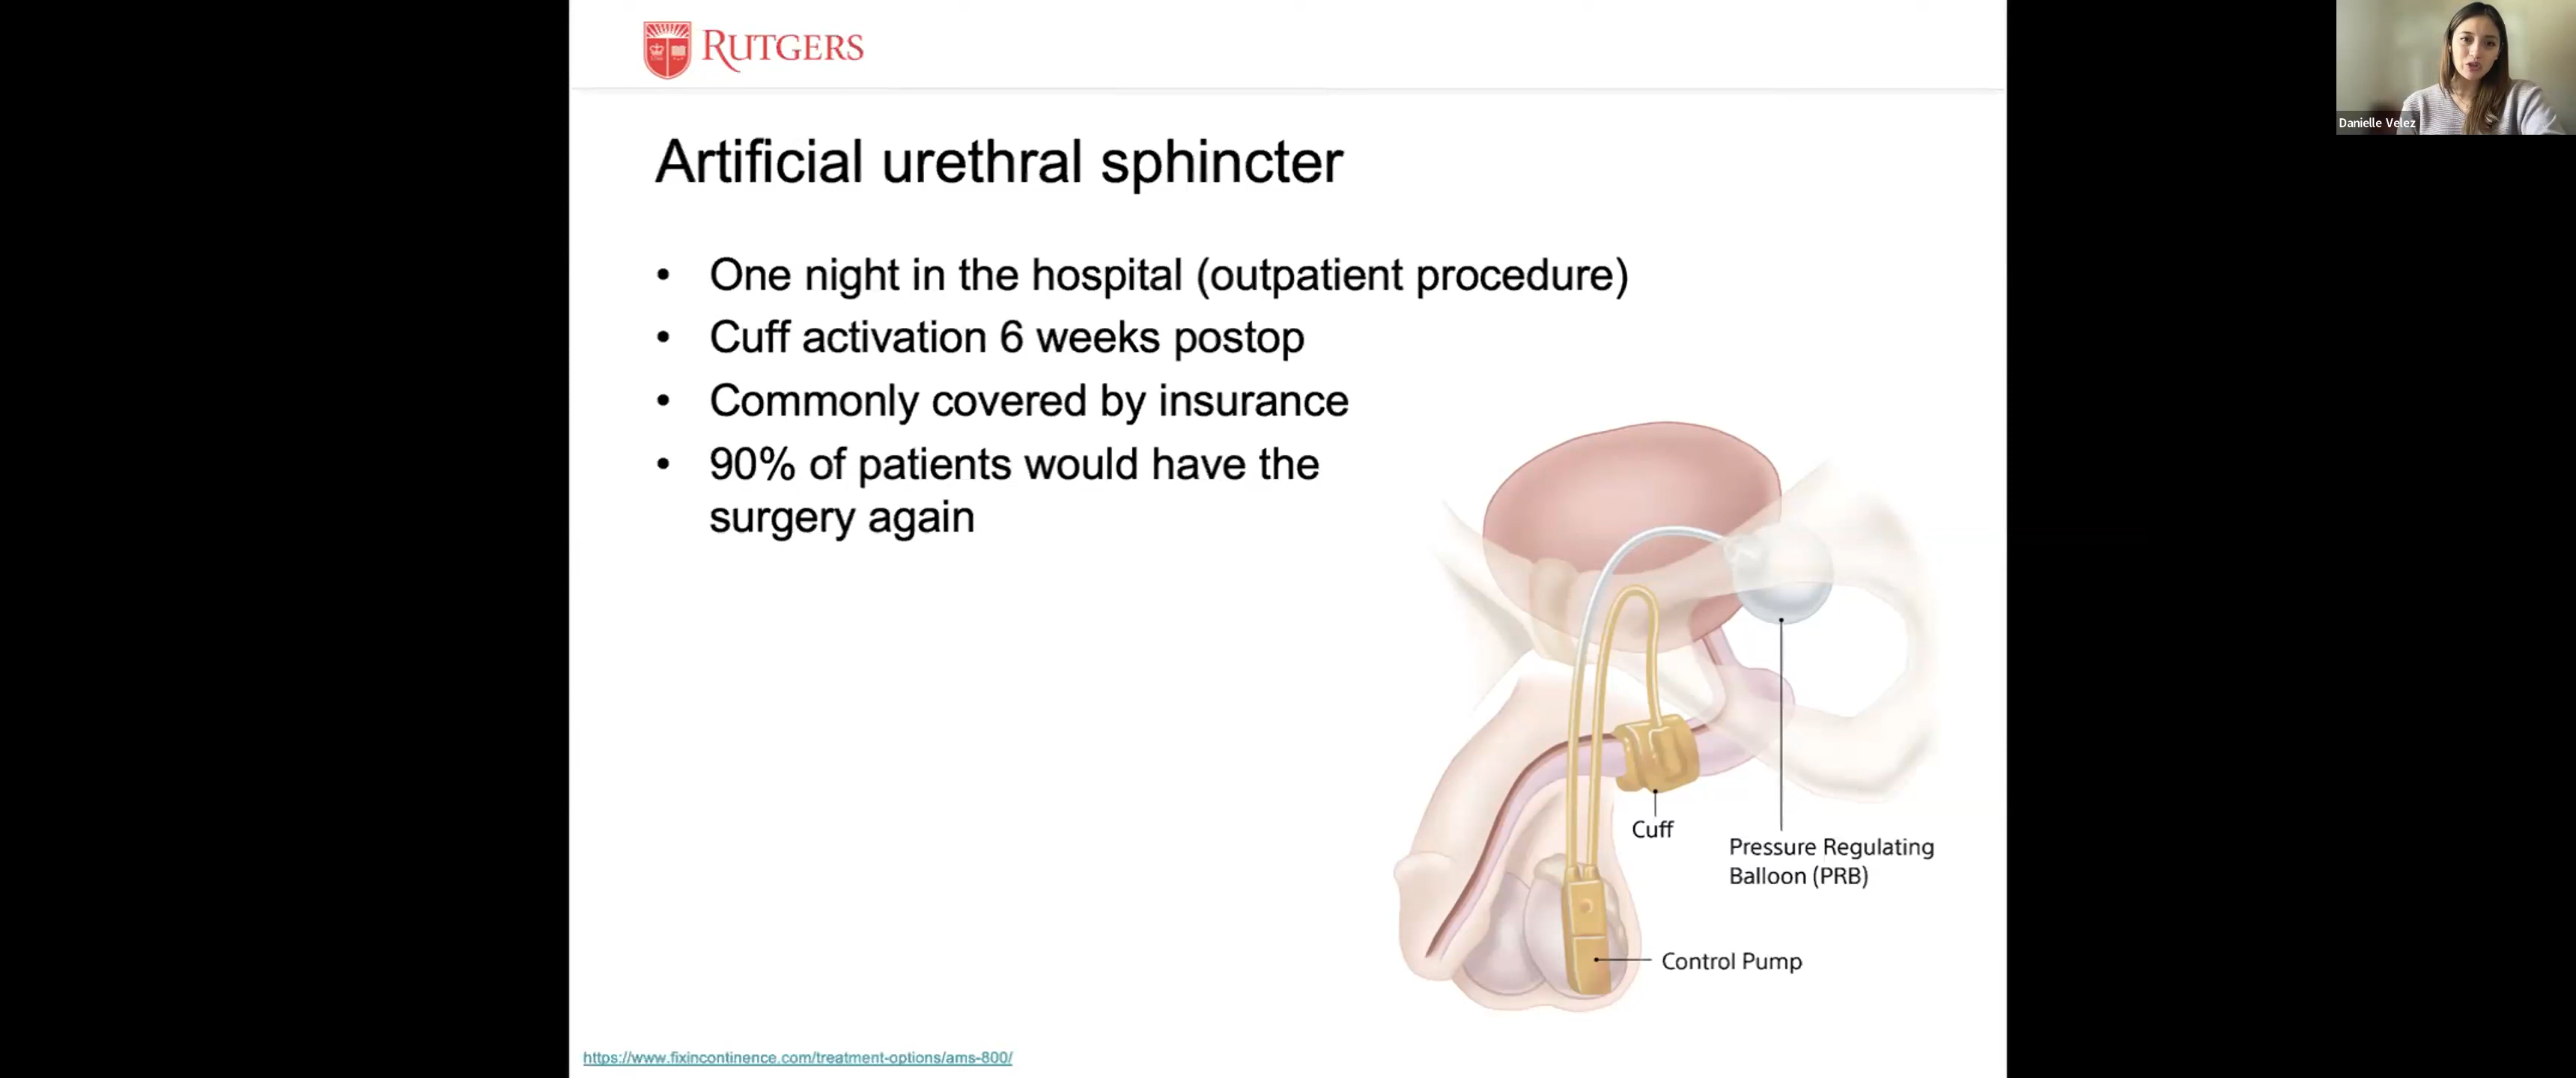 RUTGERS
Danielle Velez
Artificial urethral sphincter
• One night in the hospital (outpatient procedure)
• Cuff activation 6 weeks postop
• Commonly covered by insurance
• 90% of patients would have the
surgery again
Cuff
Pressure Regulating
Balloon (PRB)
Control Pump
https://www.fixincontinence.com/treatment-options/ams-800/